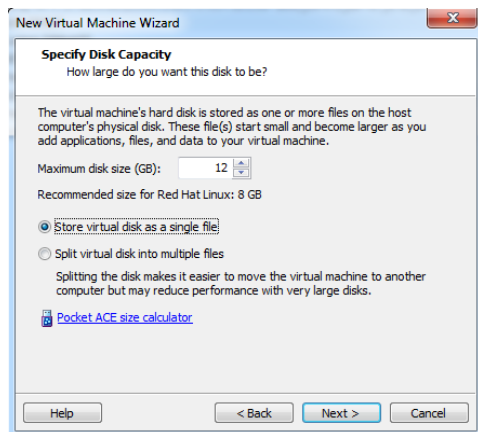 New Virtual Machine Wizard
Specify Disk Capacity
How large do you want this disk to be?
The virtual machine's hard disk is stored as one or more files on the host
computer's physical disk. These file(s) start small and become larger as you
add applications, files, and data to your virtual machine.
Maximum disk size (GB): 12
Recommended size for Red Hat Linux: 8 GB
Store virtual disk as a single file
Split virtual disk into multiple files
Splitting the disk makes it easier to move the virtual machine to another
computer but may reduce performance with very large disks.
Pocket ACE size calculator
Help < Back Next > Cancel